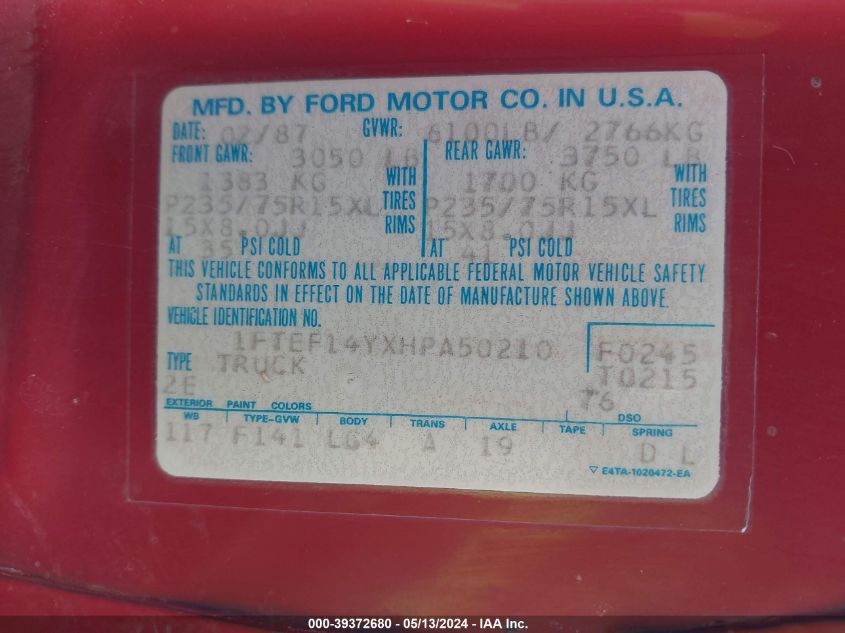 MFD. BY FORD MOTOR CO. IN U.S.A.
DATE: 02/87 GVWR: 6100LB/ 2766KG
FRONT GAWR: 3050 LB REAR GAWR: 3750 LB
1383 KG WITH 1700 KG WITH
P235/75R15XL TIRES P235/75R15XL TIRES
15X8.0JJ RIMS 15X8.0JJ RIMS
AT 35 PSI COLD AT 41 PSI COLD
THIS VEHICLE CONFORMS TO ALL APPLICABLE FEDERAL MOTOR VEHICLE SAFETY
STANDARDS IN EFFECT ON THE DATE OF MANUFACTURE SHOWN ABOVE.
VEHICLE IDENTIFICATION NO.
1FTEF14YXHPA50210 F0245
TYPE TRUCK T0215
2E 76
EXTERIOR PAINT COLORS DSO
WB TYPE-GVW BODY TRANS AXLE TAPE SPRING
117 F141 LG4 A 19 D L
▽ E4TA-1020472-EA
000-39372680 - 05/13/2024 - IAA Inc.